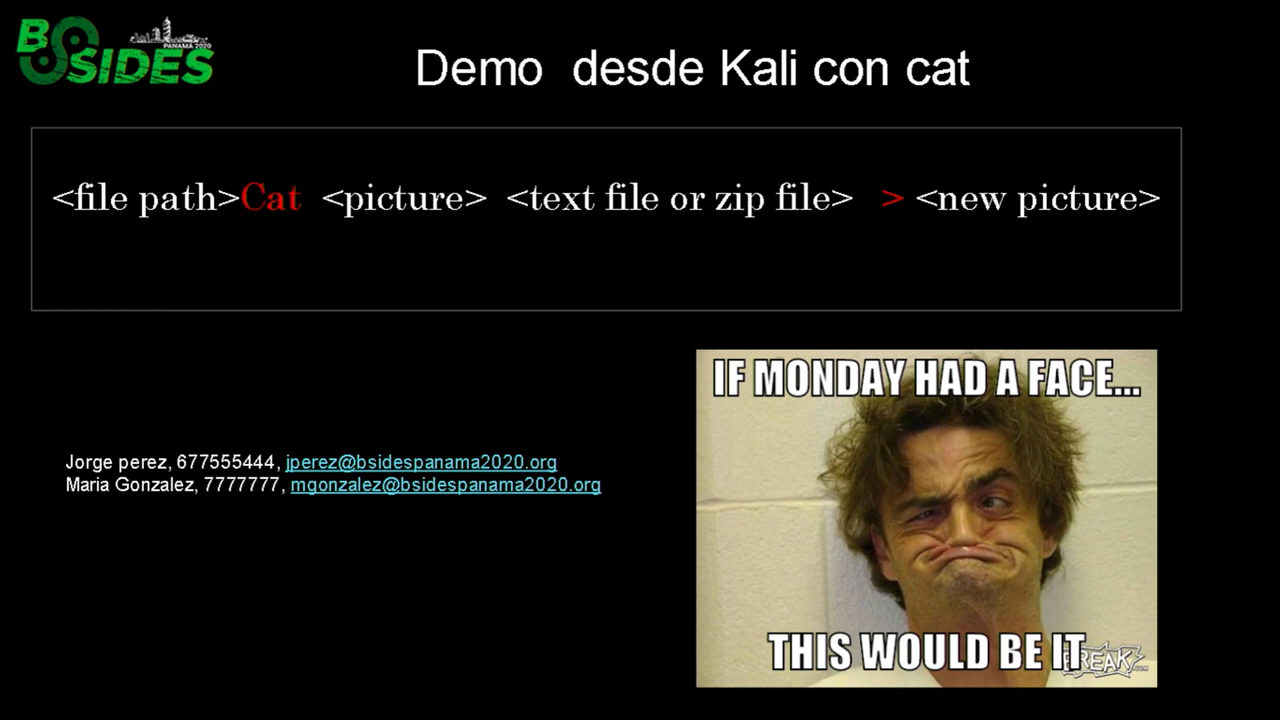 BSIDES
PANAMÁ 2020
Demo desde Kali con cat
<file path>Cat <picture> <text file or zip file> > <new picture>
Jorge perez, 677555444, jperez@bsidespanama2020.org
Maria Gonzalez, 7777777, mgonzalez@bsidespanama2020.org
IF MONDAY HAD A FACE...
THIS WOULD BE IT
BREAK